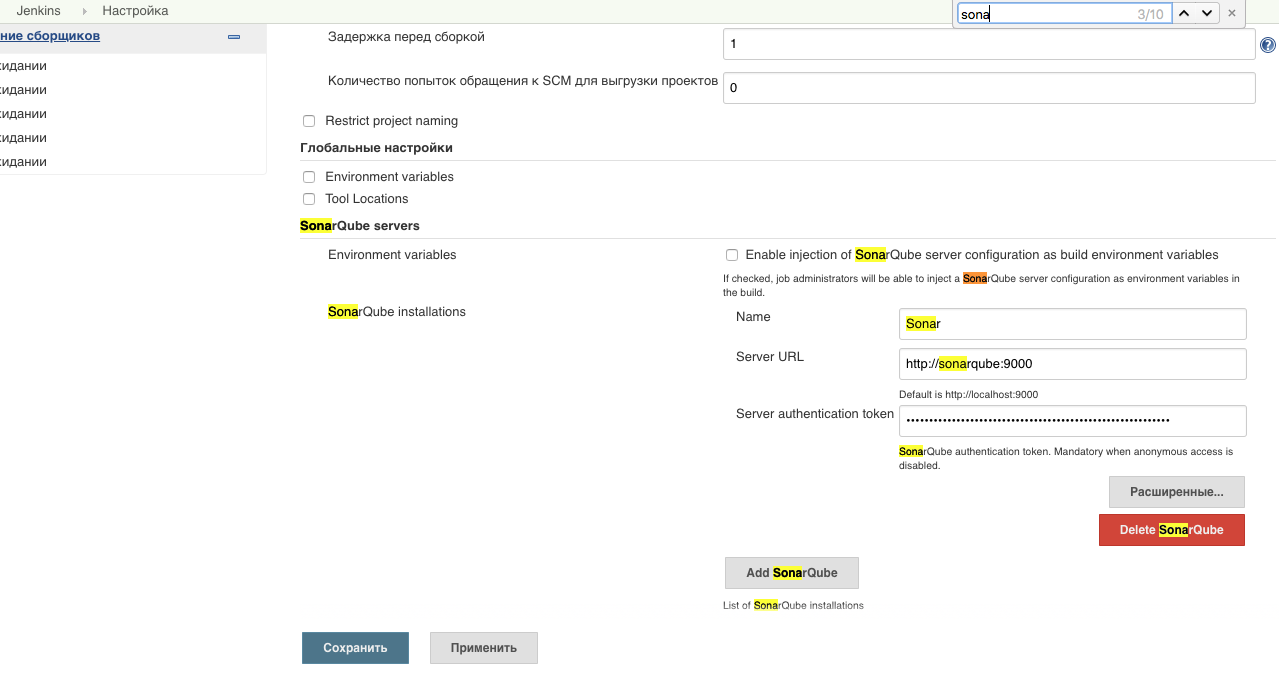 Jenkins Настройка
sona 3/10
ние сборщиков
Задержка перед сборкой
1
кидании
Количество попыток обращения к SCM для выгрузки проектов
0
кидании
кидании
Restrict project naming
кидании
Глобальные настройки
кидании
Environment variables
Tool Locations
SonarQube servers
Environment variables
Enable injection of SonarQube server configuration as build environment variables
If checked, job administrators will be able to inject a SonarQube server configuration as environment variables in
the build.
SonarQube installations
Name
Sonar
Server URL
http://sonarqube:9000
Default is http://localhost:9000
Server authentication token
SonarQube authentication token. Mandatory when anonymous access is
disabled.
Расширенные...
Delete SonarQube
Add SonarQube
List of SonarQube installations
Сохранить
Применить